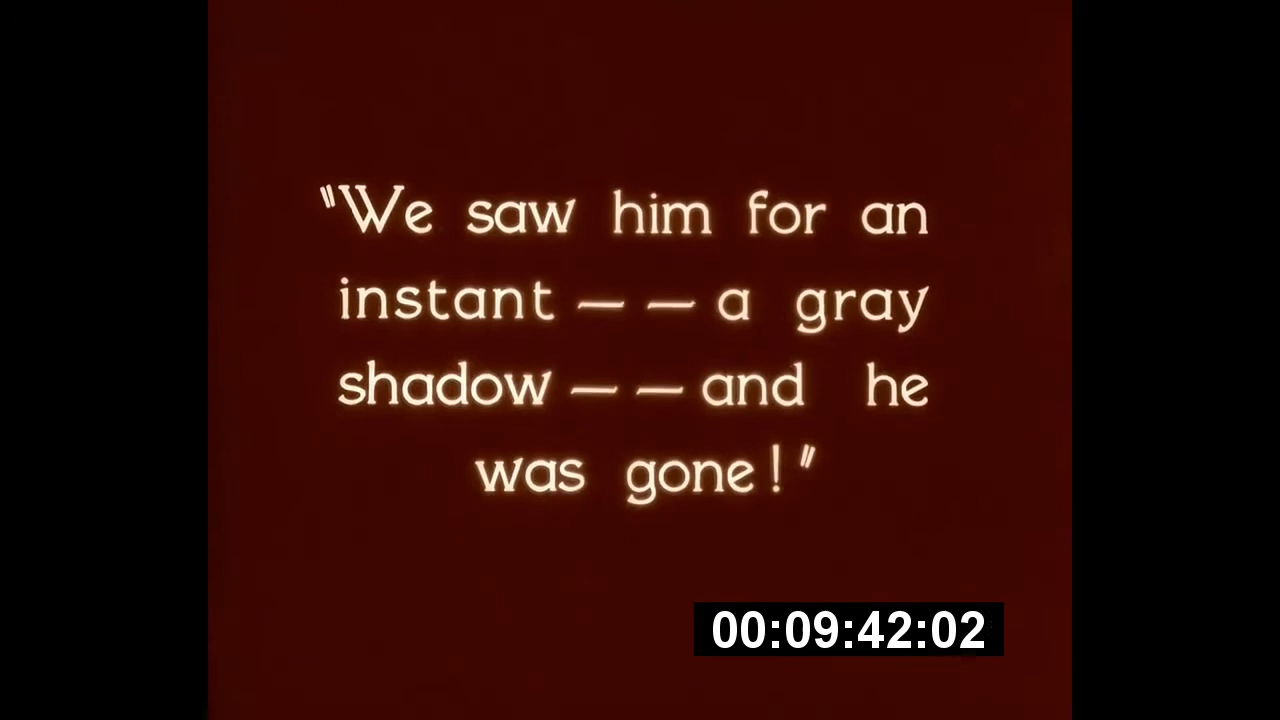 "We saw him for an
instant — — a gray
shadow — — and he
was gone!"
00:09:42:02